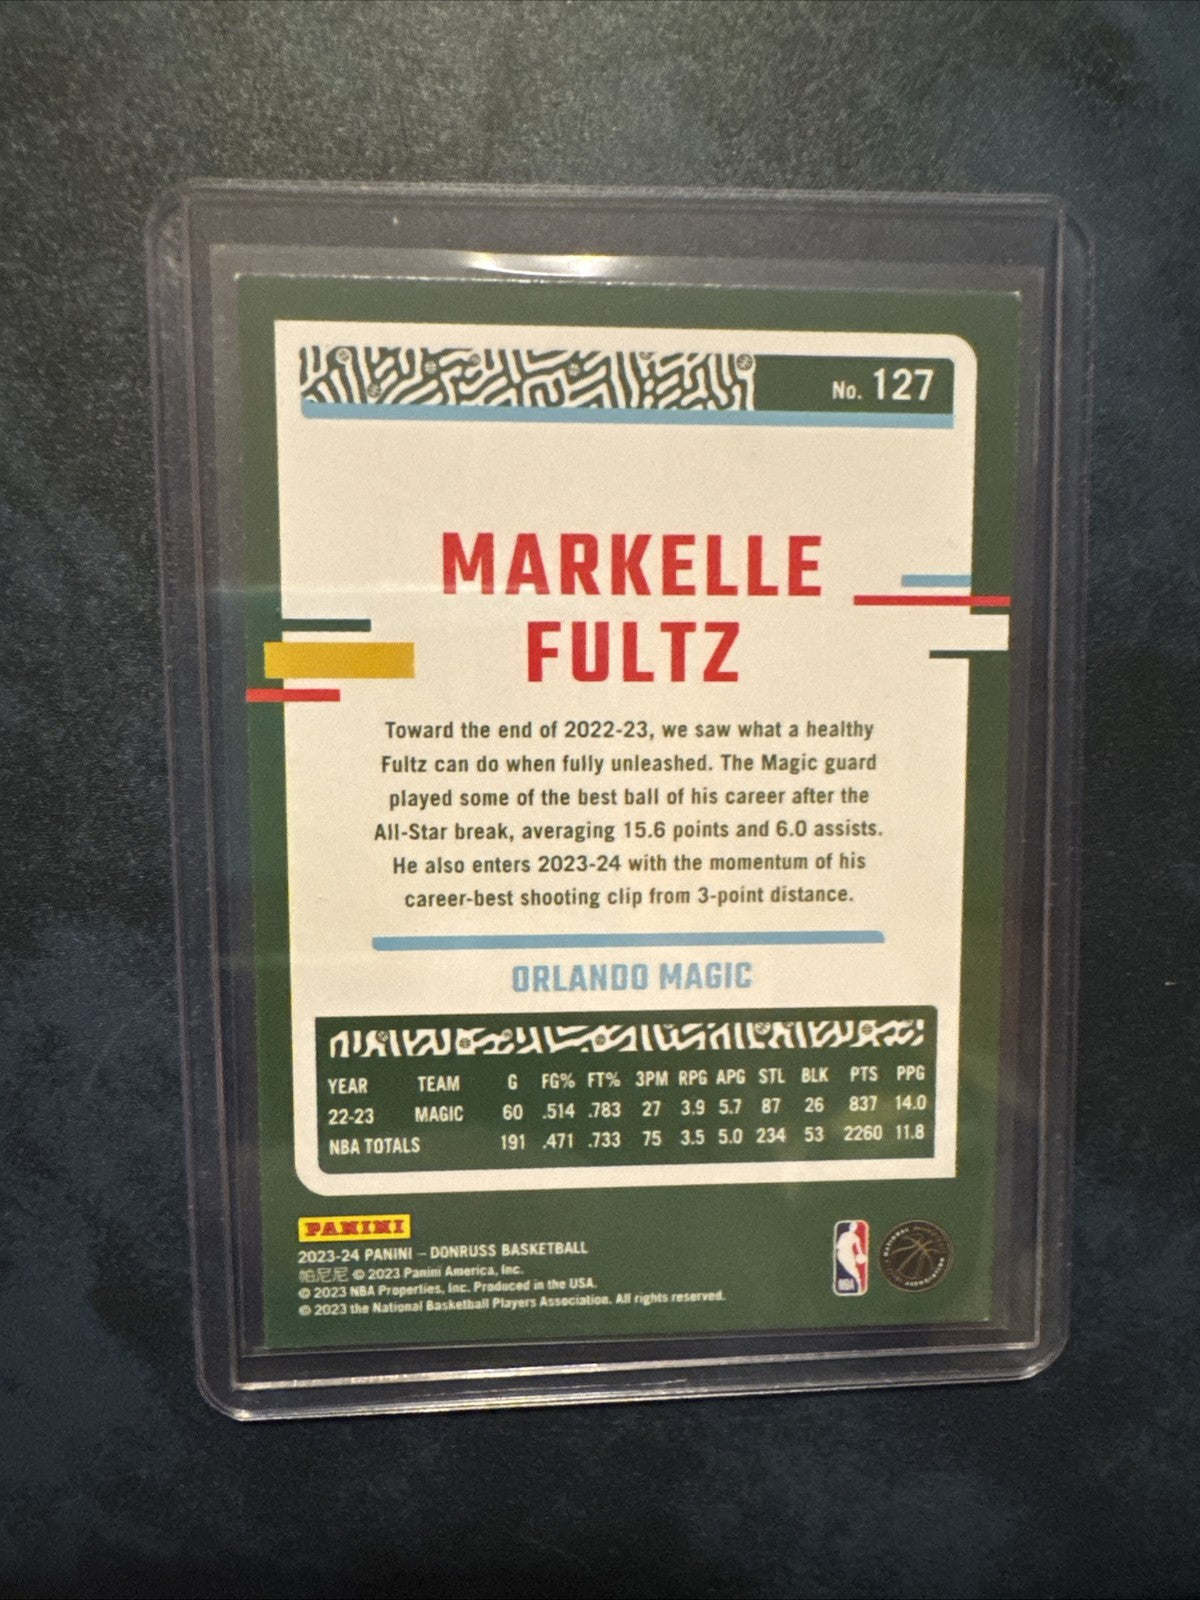 No. 127
MARKELLE
FULTZ
Toward the end of 2022-23, we saw what a healthy
Fultz can do when fully unleashed. The Magic guard
played some of the best ball of his career after the
All-Star break, averaging 15.6 points and 6.0 assists.
He also enters 2023-24 with the momentum of his
career-best shooting clip from 3-point distance.
ORLANDO MAGIC
YEAR TEAM G FG% FT% 3PM RPG APG STL BLK PTS PPG
22-23 MAGIC 60 .514 .783 27 3.9 5.7 87 26 837 14.0
NBA TOTALS 191 .471 .733 75 3.5 5.0 234 53 2260 11.8
PANINI
2023-24 PANINI – DONRUSS BASKETBALL
帕尼尼 © 2023 Panini America, Inc.
© 2023 NBA Properties, Inc. Produced in the USA.
© 2023 the National Basketball Players Association. All rights reserved.
NBA